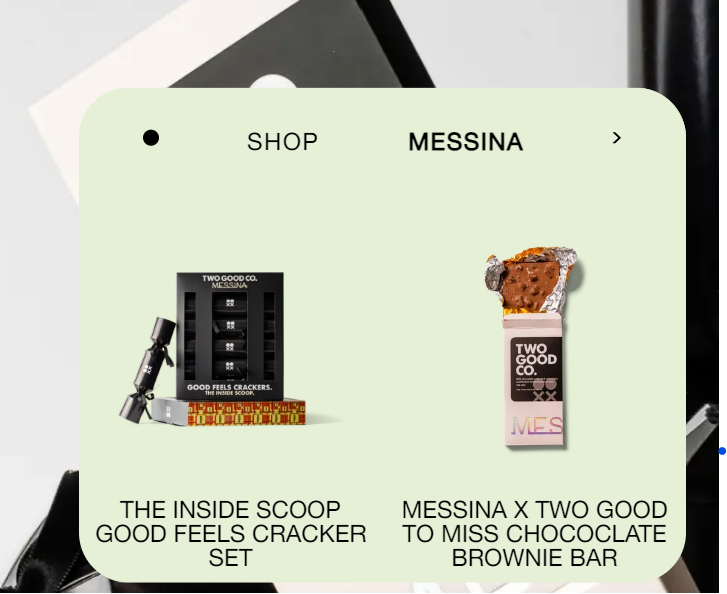 SHOP
MESSINA
>
TWO GOOD CO.
MESSINA
GOOD FEELS CRACKERS.
THE INSIDE SCOOP.
TWO
GOOD
CO.
MES
THE INSIDE SCOOP
GOOD FEELS CRACKER
SET
MESSINA X TWO GOOD
TO MISS CHOCOCLATE
BROWNIE BAR